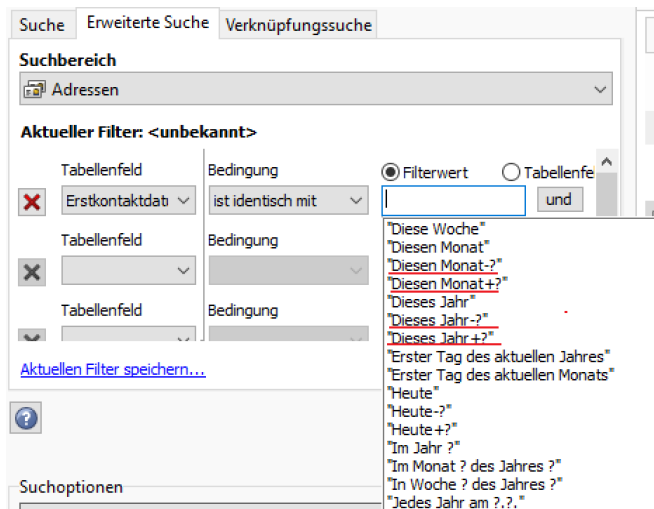 Suche Erweiterte Suche Verknüpfungssuche
Suchbereich
Adressen
Aktueller Filter: <unbekannt>
Tabellenfeld Bedingung Filterwert Tabellenfe
Erstkontaktdatu ist identisch mit und
Tabellenfeld Bedingung
Tabellenfeld Bedingung
Aktuellen Filter speichern...
"Diese Woche"
"Diesen Monat"
"Diesen Monat-?"
"Diesen Monat+?"
"Dieses Jahr"
"Dieses Jahr-?"
"Dieses Jahr+?"
"Erster Tag des aktuellen Jahres"
"Erster Tag des aktuellen Monats"
"Heute"
"Heute-?"
"Heute+?"
"Im Jahr ?"
"Im Monat ? des Jahres ?"
"In Woche ? des Jahres ?"
"Jedes Jahr am ?.?."
Suchoptionen